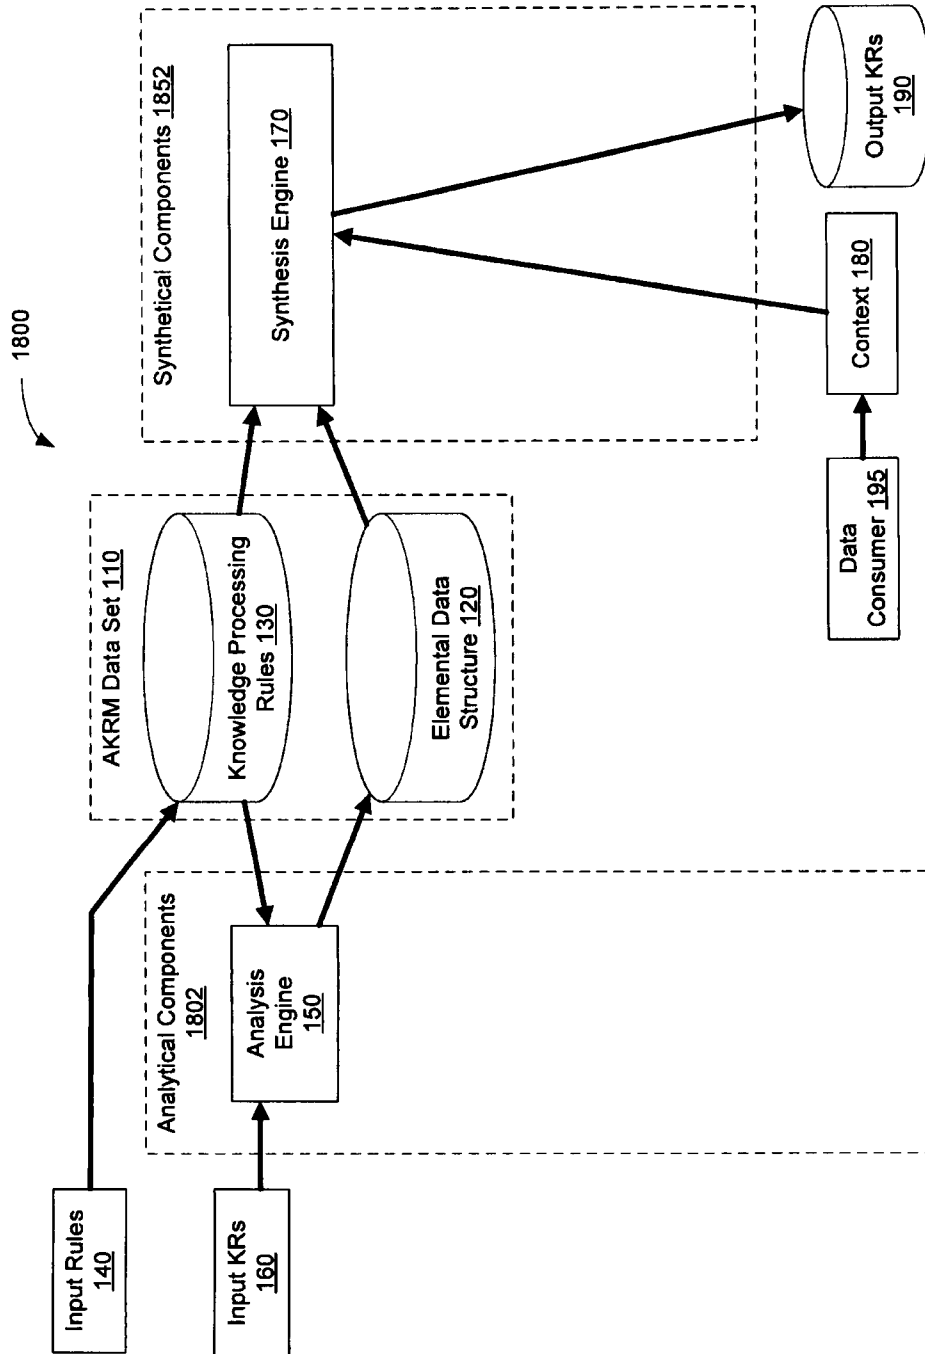 1800
Input Rules
140
Input KRs
160
Analytical Components
1802
Analysis
Engine
150
AKRM Data Set 110
Knowledge Processing
Rules 130
Elemental Data
Structure 120
Synthetical Components 1852
Synthesis Engine 170
Data
Consumer 195
Context 180
Output KRs
190